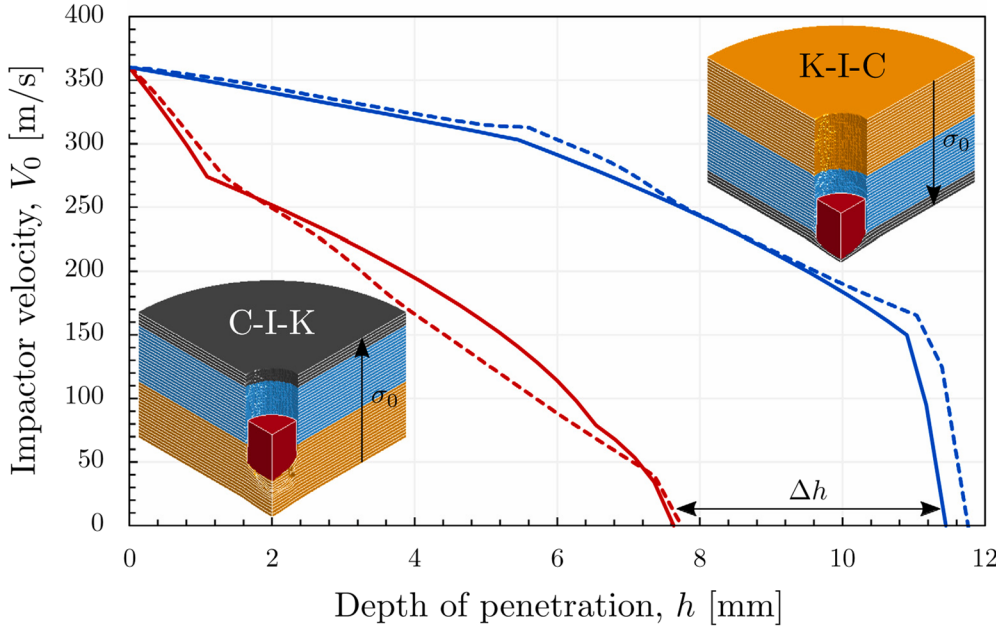 400
350
300
250
200
150
100
50
0
Impactor velocity, V₀ [m/s]
K-I-C
σ₀
C-I-K
σ₀
Δh
0 2 4 6 8 10 12
Depth of penetration, h [mm]